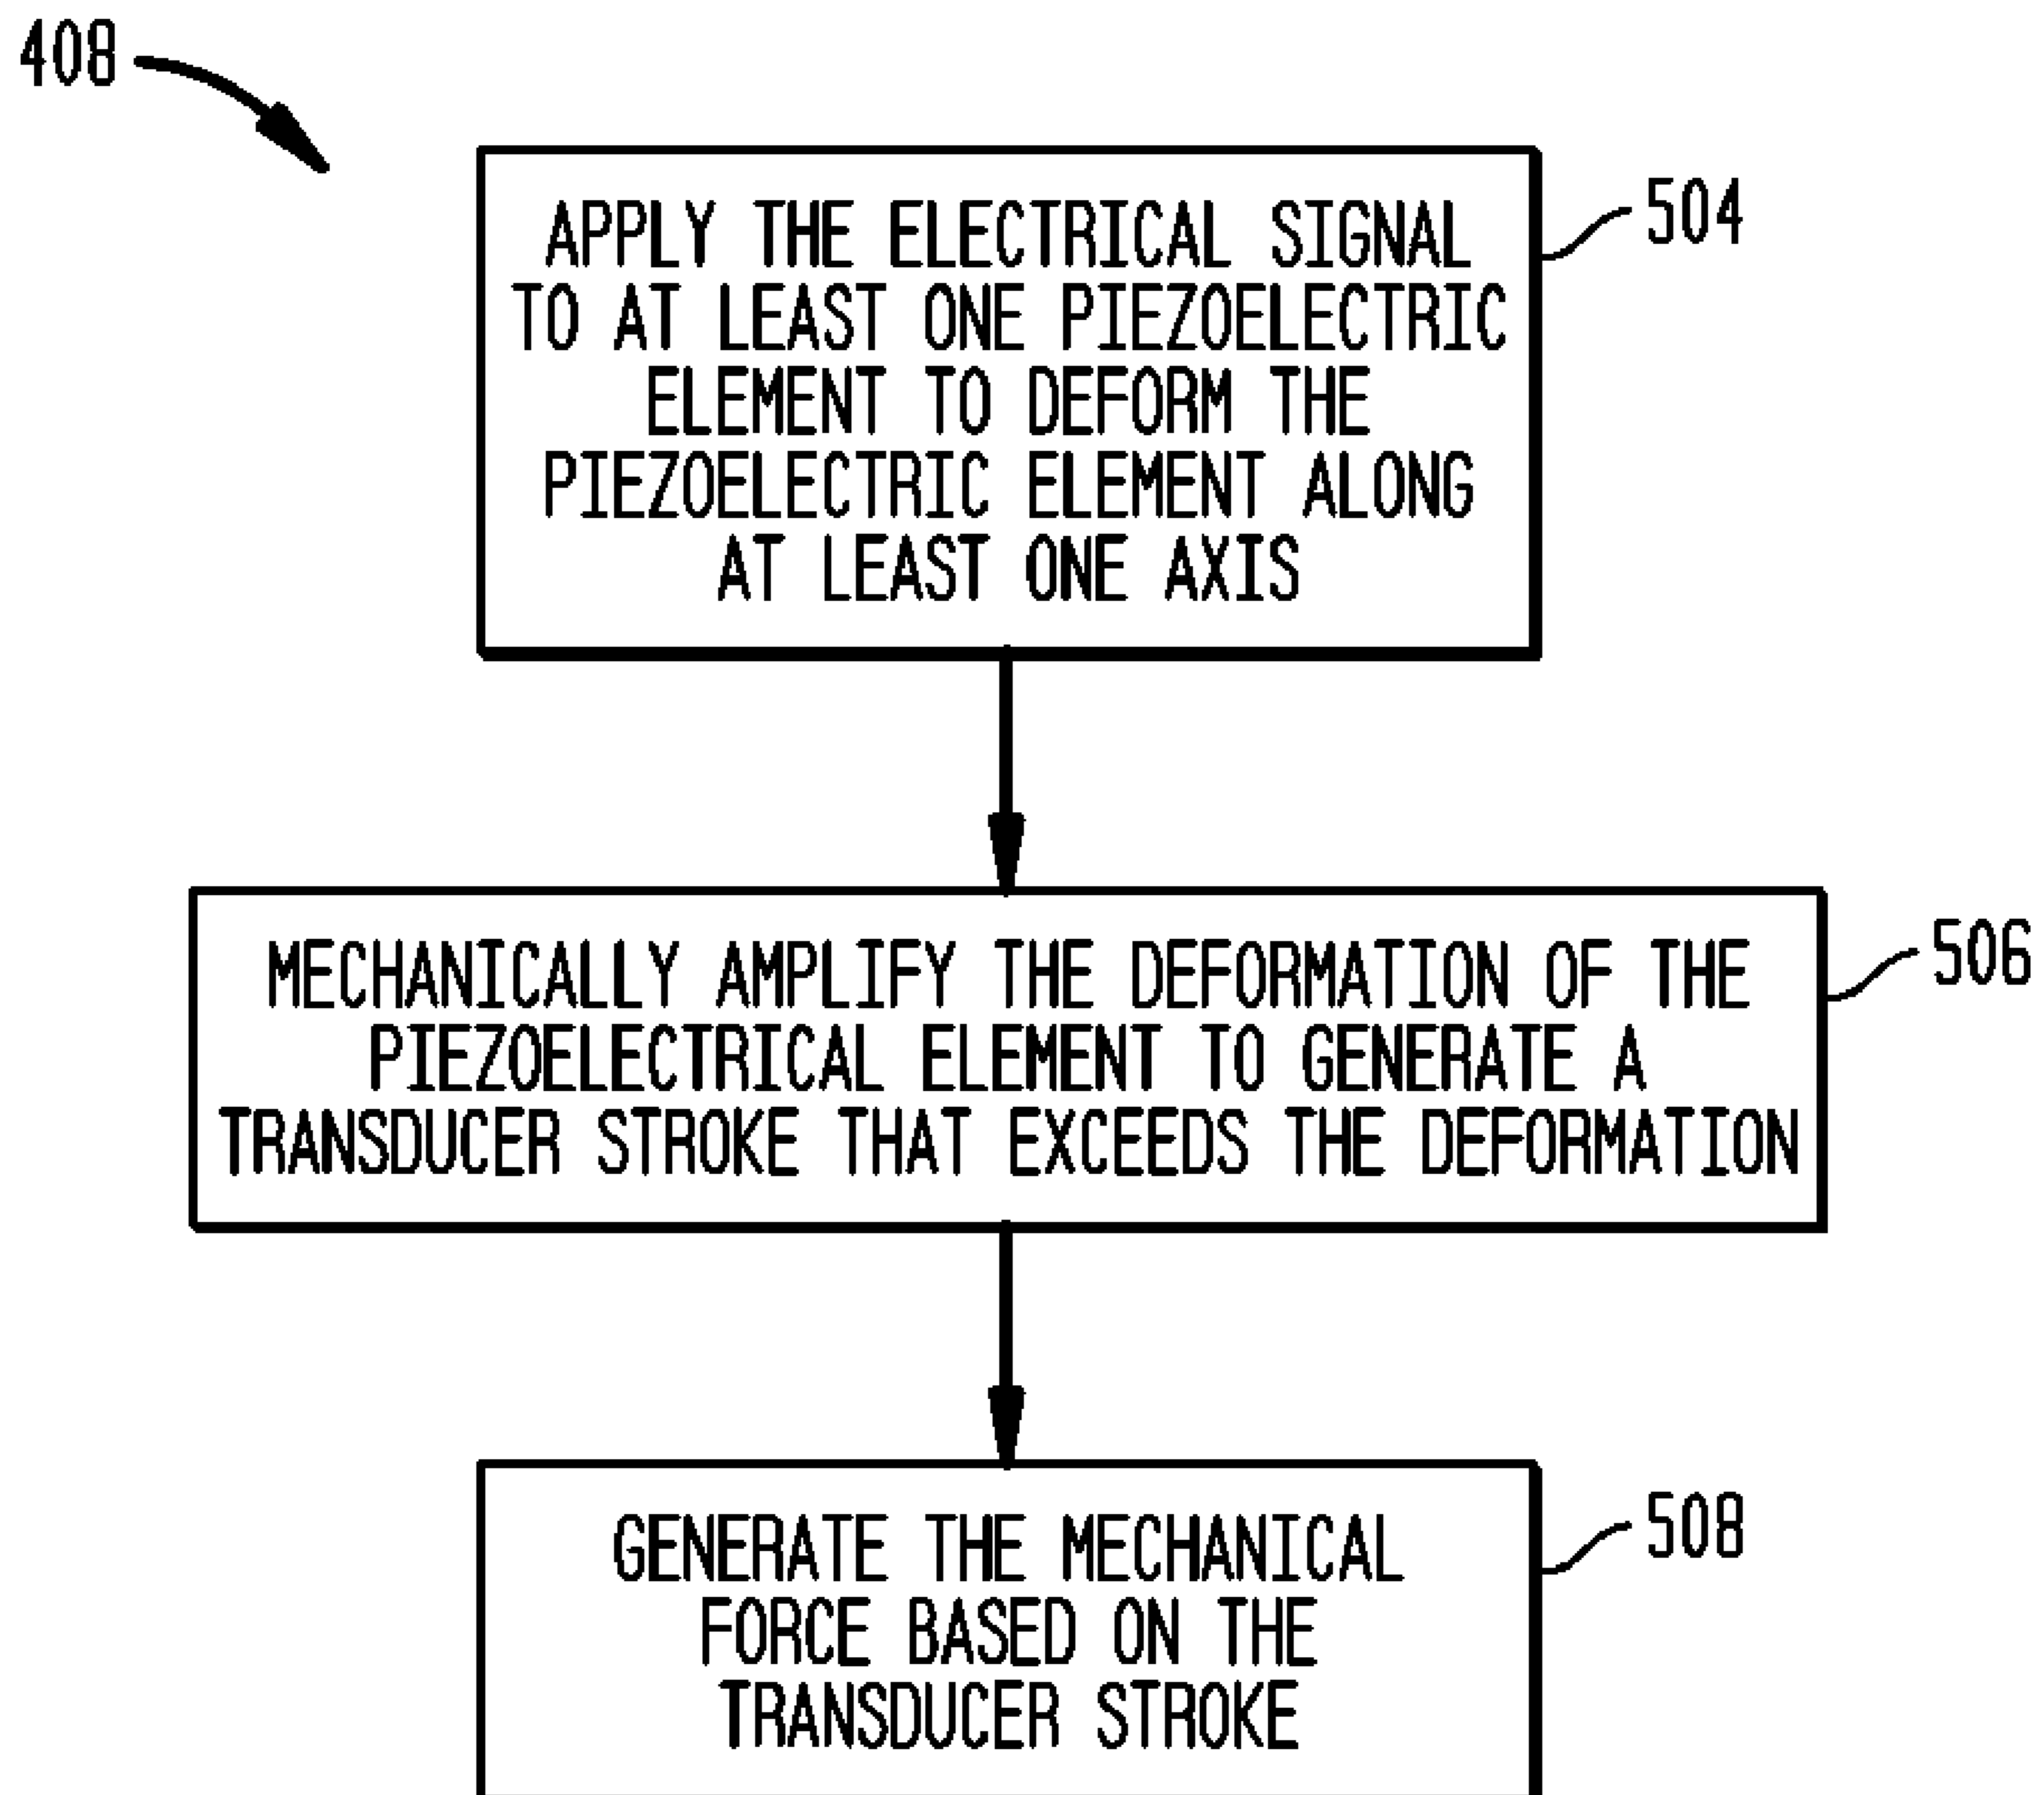 408
APPLY THE ELECTRICAL SIGNAL
TO AT LEAST ONE PIEZOELECTRIC
ELEMENT TO DEFORM THE
PIEZOELECTRIC ELEMENT ALONG
AT LEAST ONE AXIS
504
MECHANICALLY AMPLIFY THE DEFORMATION OF THE
PIEZOELECTRICAL ELEMENT TO GENERATE A
TRANSDUCER STROKE THAT EXCEEDS THE DEFORMATION
506
GENERATE THE MECHANICAL
FORCE BASED ON THE
TRANSDUCER STROKE
508